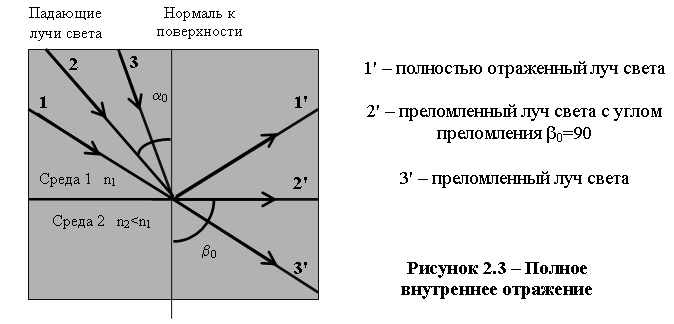 Падающие
лучи света
Нормаль к
поверхности
1
2
3
α0
1'
Среда 1 n1
2'
Среда 2 n2<n1
β0
3'
1' – полностью отраженный луч света
2' – преломленный луч света с углом
преломления β0=90
3' – преломленный луч света
Рисунок 2.3 – Полное
внутреннее отражение